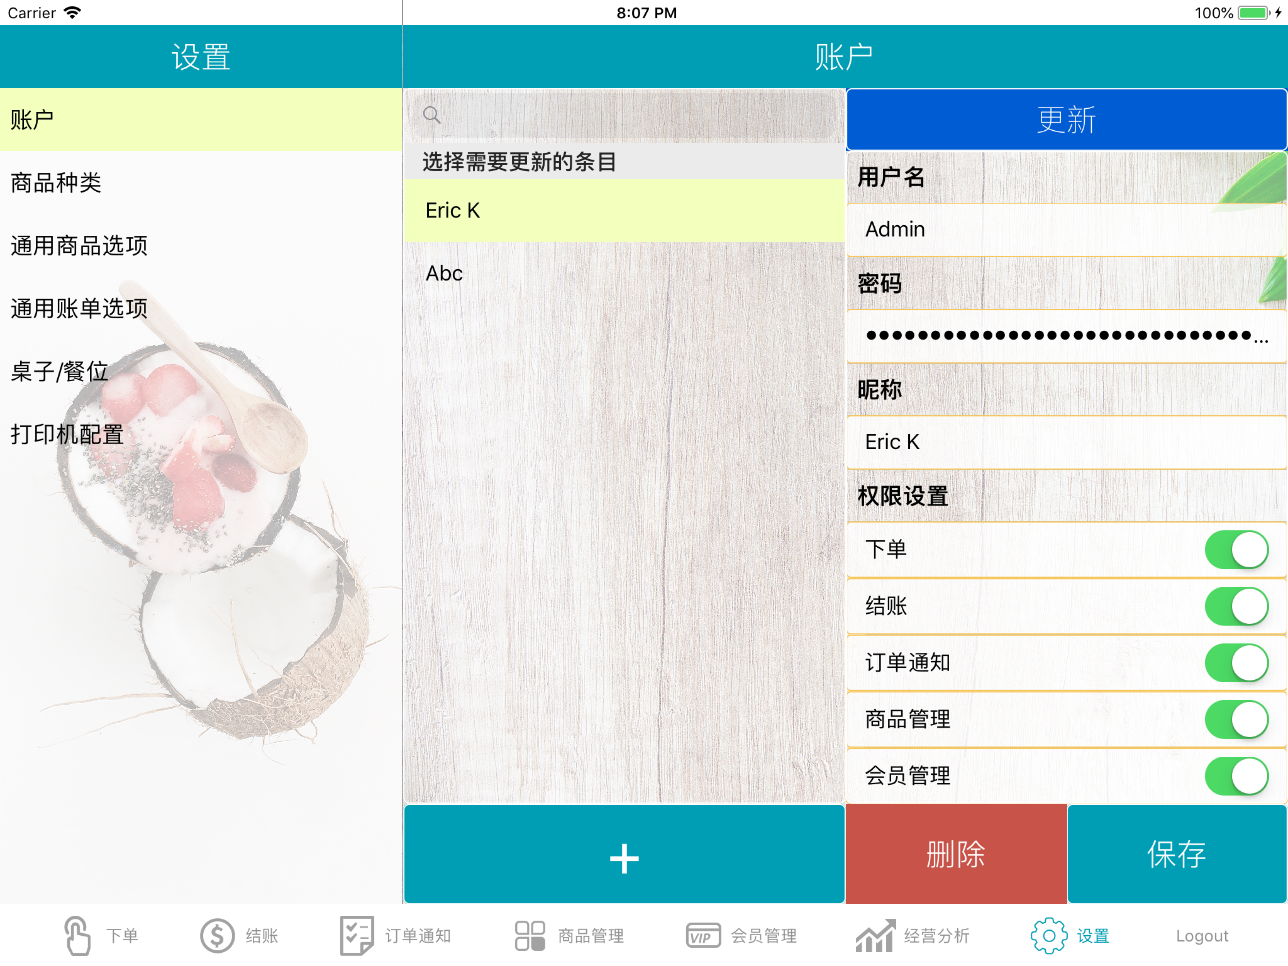 Carrier
8:07 PM
100%
设置
账户
账户
商品种类
通用商品选项
通用账单选项
桌子/餐位
打印机配置
选择需要更新的条目
Eric K
Abc
+
更新
用户名
Admin
密码
••••••••••••••••••••••••••••••...
昵称
Eric K
权限设置
下单
结账
订单通知
商品管理
会员管理
删除
保存
下单
结账
订单通知
商品管理
VIP
会员管理
经营分析
设置
Logout